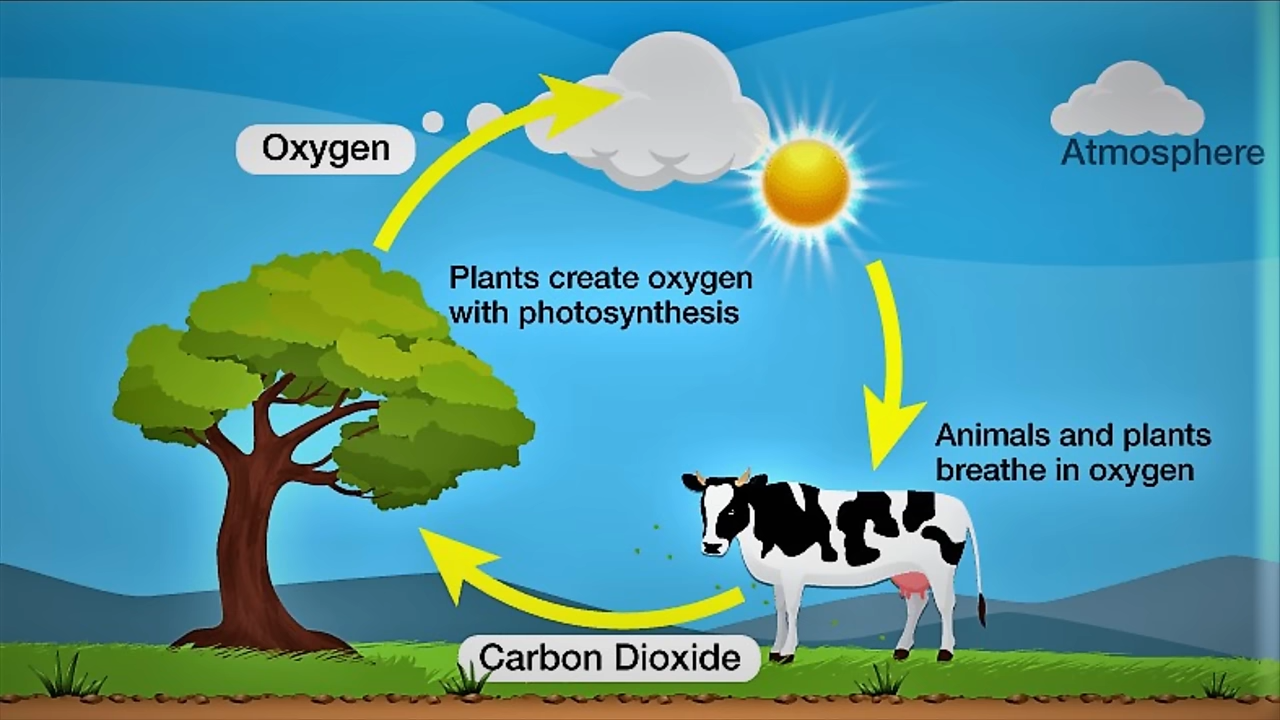 Oxygen
Atmosphere
Plants create oxygen
with photosynthesis
Animals and plants
breathe in oxygen
Carbon Dioxide